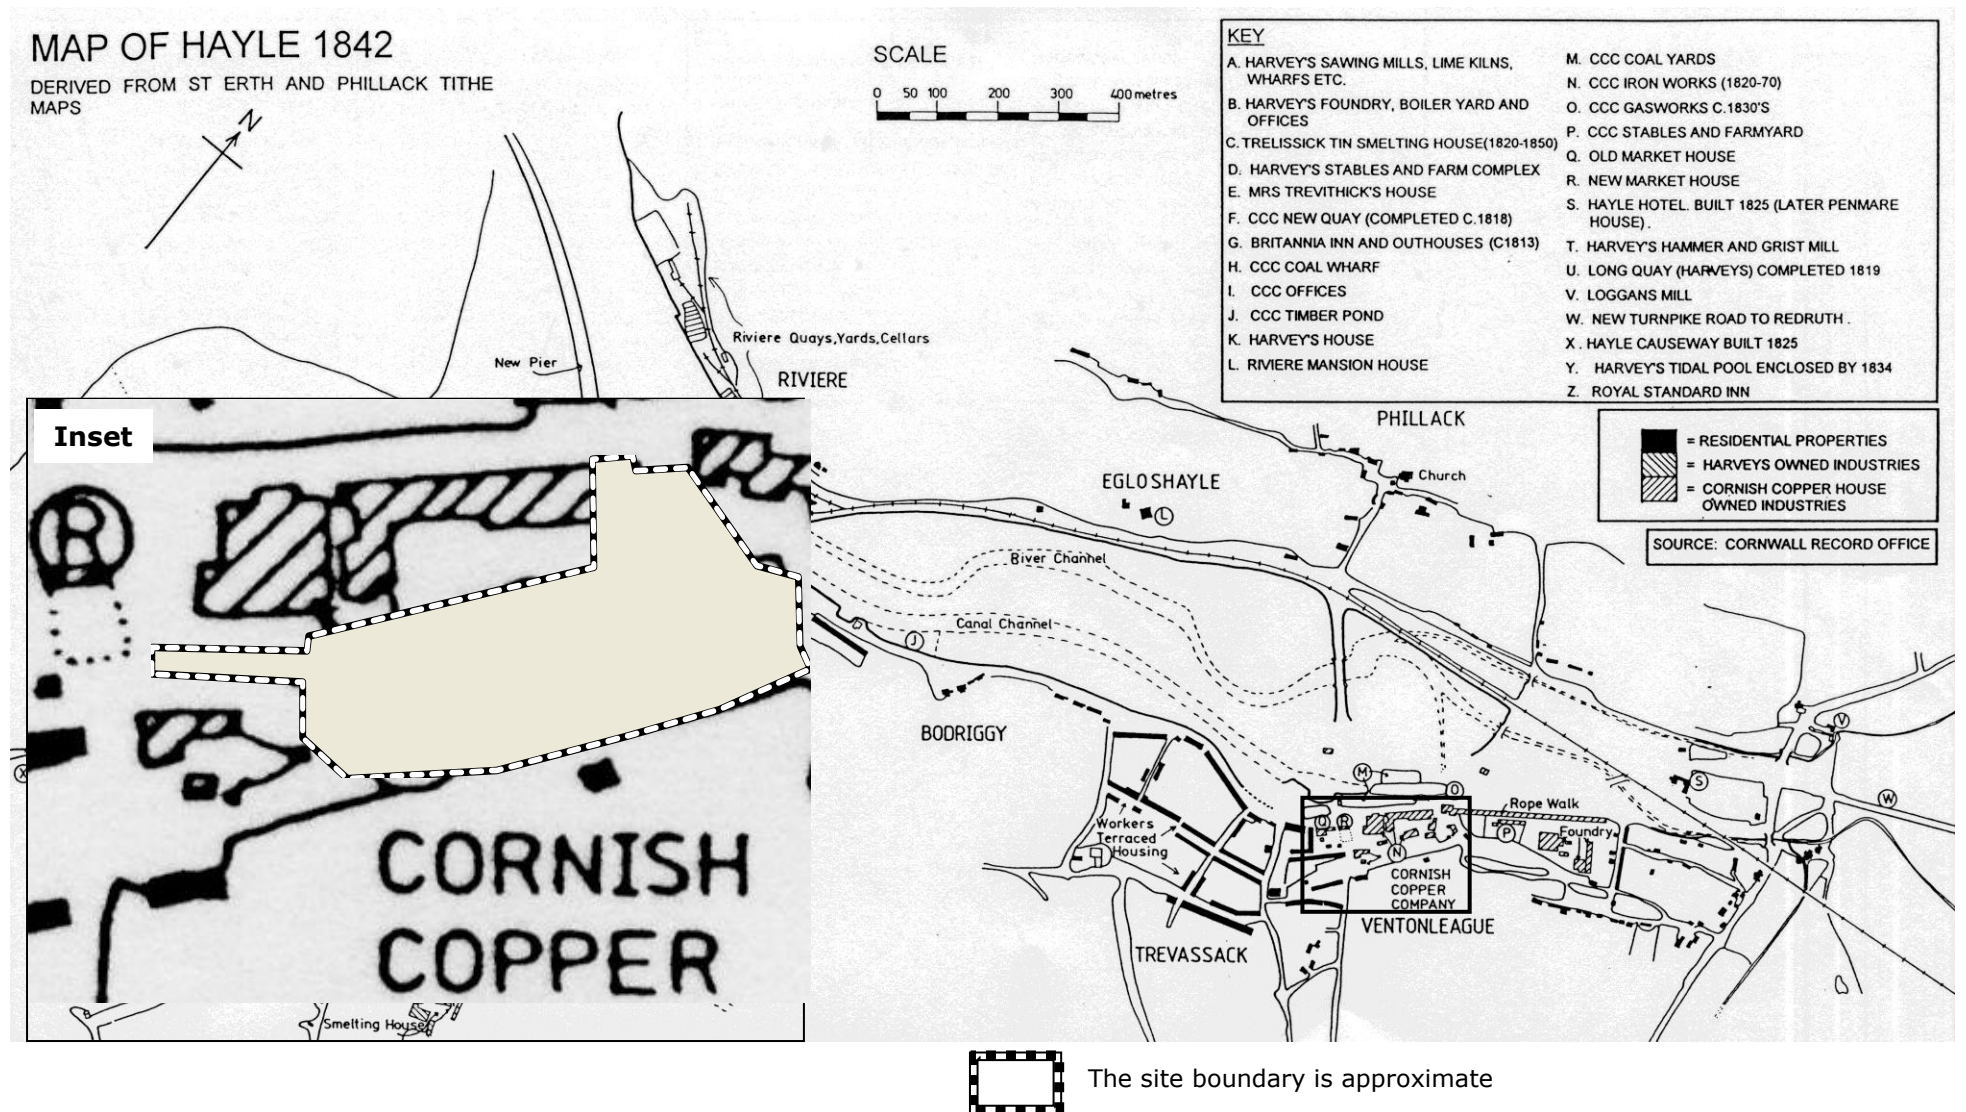 MAP OF HAYLE 1842
DERIVED FROM ST ERTH AND PHILLACK TITHE
MAPS
N
SCALE
0 50 100 200 300 400 metres
KEY
A. HARVEY'S SAWING MILLS, LIME KILNS,
WHARFS ETC.
B. HARVEY'S FOUNDRY, BOILER YARD AND
OFFICES
C. TRELISSICK TIN SMELTING HOUSE(1820-1850)
D. HARVEY'S STABLES AND FARM COMPLEX
E. MRS TREVITHICK'S HOUSE
F. CCC NEW QUAY (COMPLETED C.1818)
G. BRITANNIA INN AND OUTHOUSES (C1813)
H. CCC COAL WHARF
I. CCC OFFICES
J. CCC TIMBER POND
K. HARVEY'S HOUSE
L. RIVIERE MANSION HOUSE
M. CCC COAL YARDS
N. CCC IRON WORKS (1820-70)
O. CCC GASWORKS C.1830'S
P. CCC STABLES AND FARMYARD
Q. OLD MARKET HOUSE
R. NEW MARKET HOUSE
S. HAYLE HOTEL. BUILT 1825 (LATER PENMARE
HOUSE).
T. HARVEY'S HAMMER AND GRIST MILL
U. LONG QUAY (HARVEYS) COMPLETED 1819
V. LOGGANS MILL
W. NEW TURNPIKE ROAD TO REDRUTH.
X. HAYLE CAUSEWAY BUILT 1825
Y. HARVEY'S TIDAL POOL ENCLOSED BY 1834
Z. ROYAL STANDARD INN
= RESIDENTIAL PROPERTIES
= HARVEYS OWNED INDUSTRIES
= CORNISH COPPER HOUSE
OWNED INDUSTRIES
SOURCE: CORNWALL RECORD OFFICE
Riviere Quays,Yards,Cellars
New Pier
RIVIERE
PHILLACK
Church
EGLOSHAYLE
L
River Channel
Canal Channel
J
BODRIGGY
V
M
O
S
W
Rope Walk
Q
R
P
Foundry
Workers
Terraced
Housing
N
CORNISH
COPPER
COMPANY
VENTONLEAGUE
TREVASSACK
Inset
R
X
CORNISH
COPPER
Smelting House
The site boundary is approximate